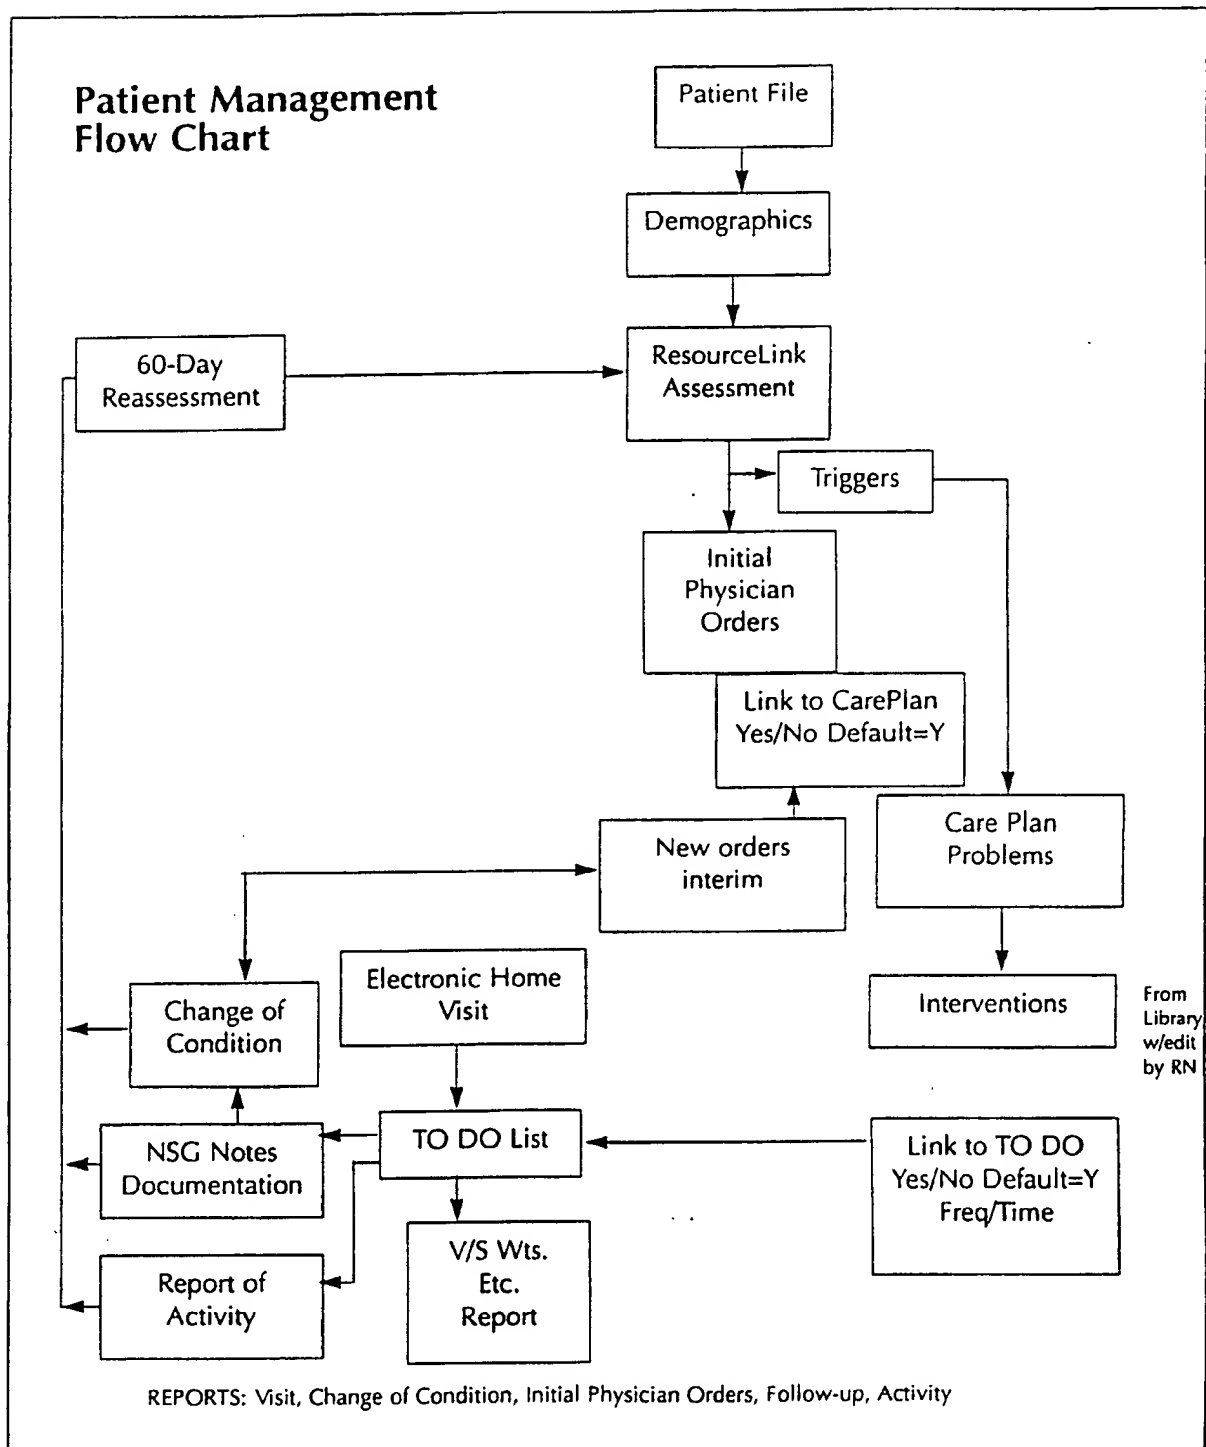 Patient Management
Flow Chart
Patient File
Demographics
60-Day
Reassessment
ResourceLink
Assessment
Triggers
Initial
Physician
Orders
Link to CarePlan
Yes/No Default=Y
New orders
interim
Care Plan
Problems
Electronic Home
Visit
Change of
Condition
Interventions
From
Library
w/edit
by RN
TO DO List
NSG Notes
Documentation
Link to TO DO
Yes/No Default=Y
Freq/Time
V/S Wts.
Etc.
Report
Report of
Activity
REPORTS: Visit, Change of Condition, Initial Physician Orders, Follow-up, Activity